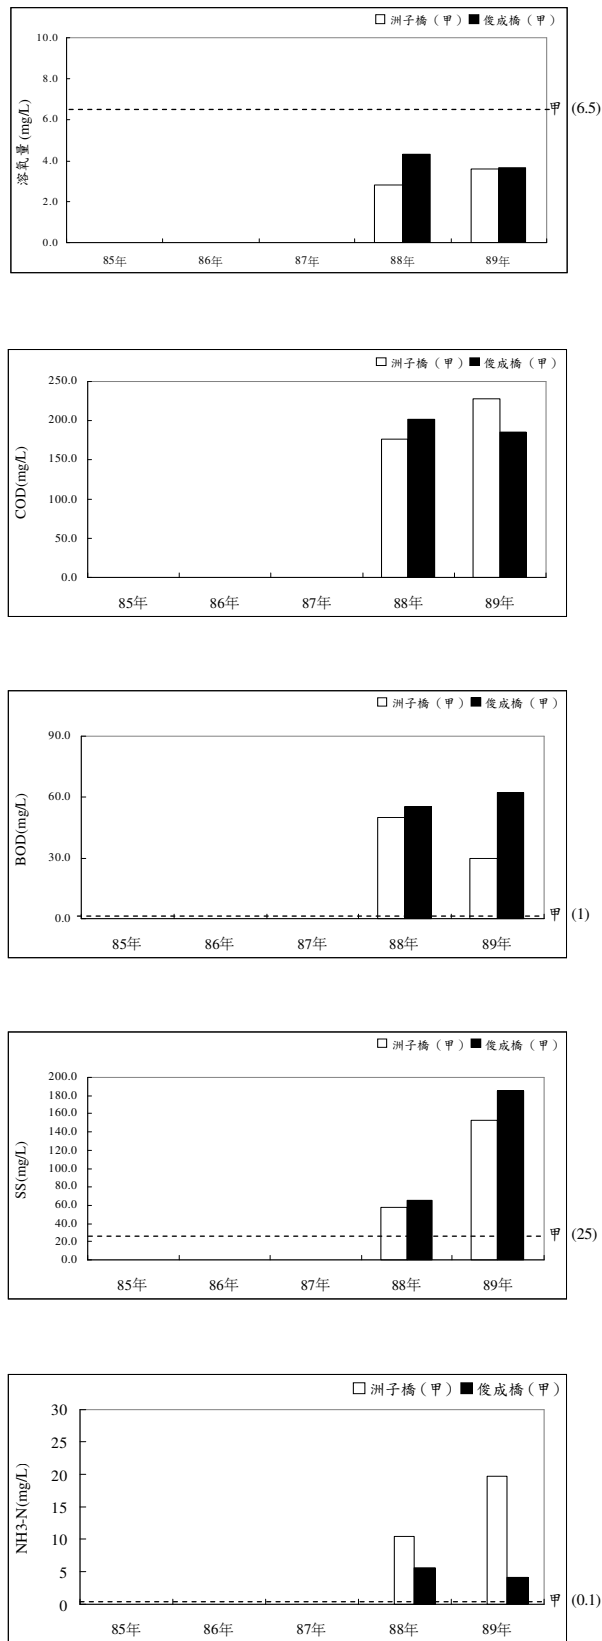 □ 洲子橋（甲） ■ 俊成橋（甲）
溶氧量 (mg/L)
10.0
8.0
6.0
4.0
2.0
0.0
甲 (6.5)
85年 86年 87年 88年 89年
□ 洲子橋（甲） ■ 俊成橋（甲）
COD(mg/L)
250.0
200.0
150.0
100.0
50.0
0.0
85年 86年 87年 88年 89年
□ 洲子橋（甲） ■ 俊成橋（甲）
BOD(mg/L)
90.0
60.0
30.0
0.0
甲 (1)
85年 86年 87年 88年 89年
□ 洲子橋（甲） ■ 俊成橋（甲）
SS(mg/L)
200.0
180.0
160.0
140.0
120.0
100.0
80.0
60.0
40.0
20.0
0.0
甲 (25)
85年 86年 87年 88年 89年
□ 洲子橋（甲） ■ 俊成橋（甲）
NH3-N(mg/L)
30
25
20
15
10
5
0
甲 (0.1)
85年 86年 87年 88年 89年